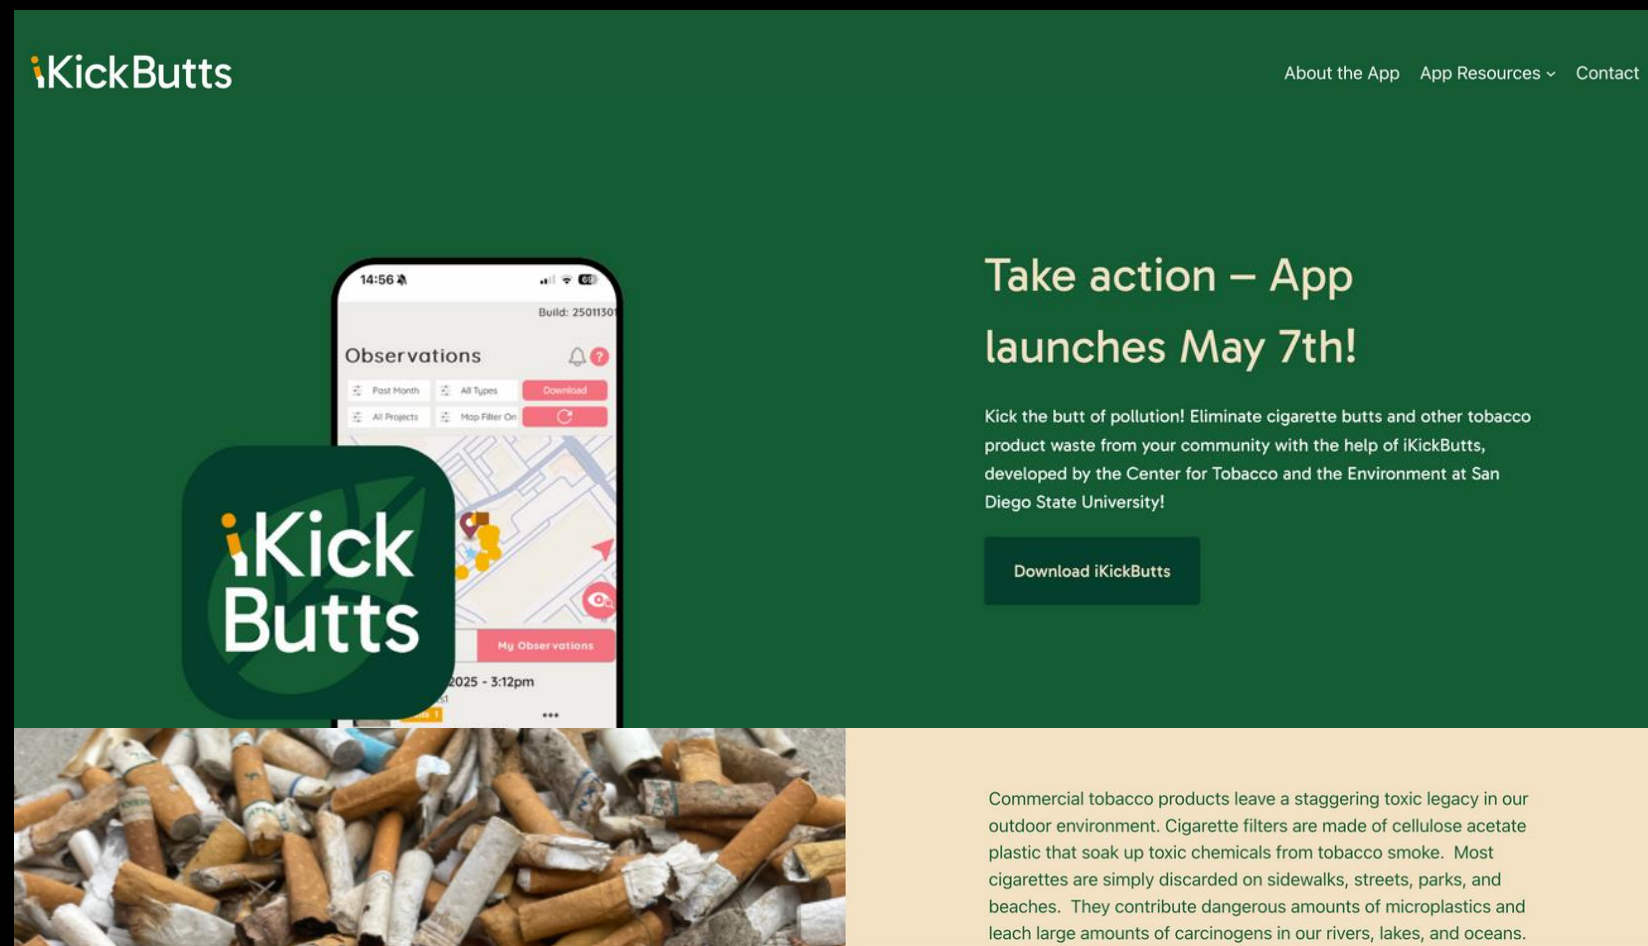 iKickButts
About the App App Resources Contact
14:56
Build: 25011301
Observations
?
Past Month All Types Download
All Projects Map Filter On
iKick
Butts
My Observations
2025 - 3:12pm
Take action – App
launches May 7th!
Kick the butt of pollution! Eliminate cigarette butts and other tobacco
product waste from your community with the help of iKickButts,
developed by the Center for Tobacco and the Environment at San
Diego State University!
Download iKickButts
Commercial tobacco products leave a staggering toxic legacy in our
outdoor environment. Cigarette filters are made of cellulose acetate
plastic that soak up toxic chemicals from tobacco smoke.  Most
cigarettes are simply discarded on sidewalks, streets, parks, and
beaches.  They contribute dangerous amounts of microplastics and
leach large amounts of carcinogens in our rivers, lakes, and oceans.